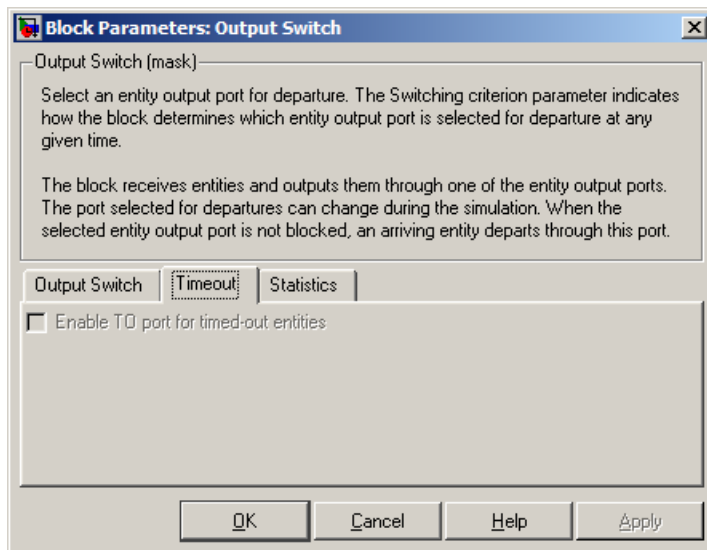 Block Parameters: Output Switch
Output Switch (mask)
Select an entity output port for departure. The Switching criterion parameter indicates
how the block determines which entity output port is selected for departure at any
given time.
The block receives entities and outputs them through one of the entity output ports.
The port selected for departures can change during the simulation. When the
selected entity output port is not blocked, an arriving entity departs through this port.
Output Switch Timeout Statistics
Enable TO port for timed-out entities
OK Cancel Help Apply